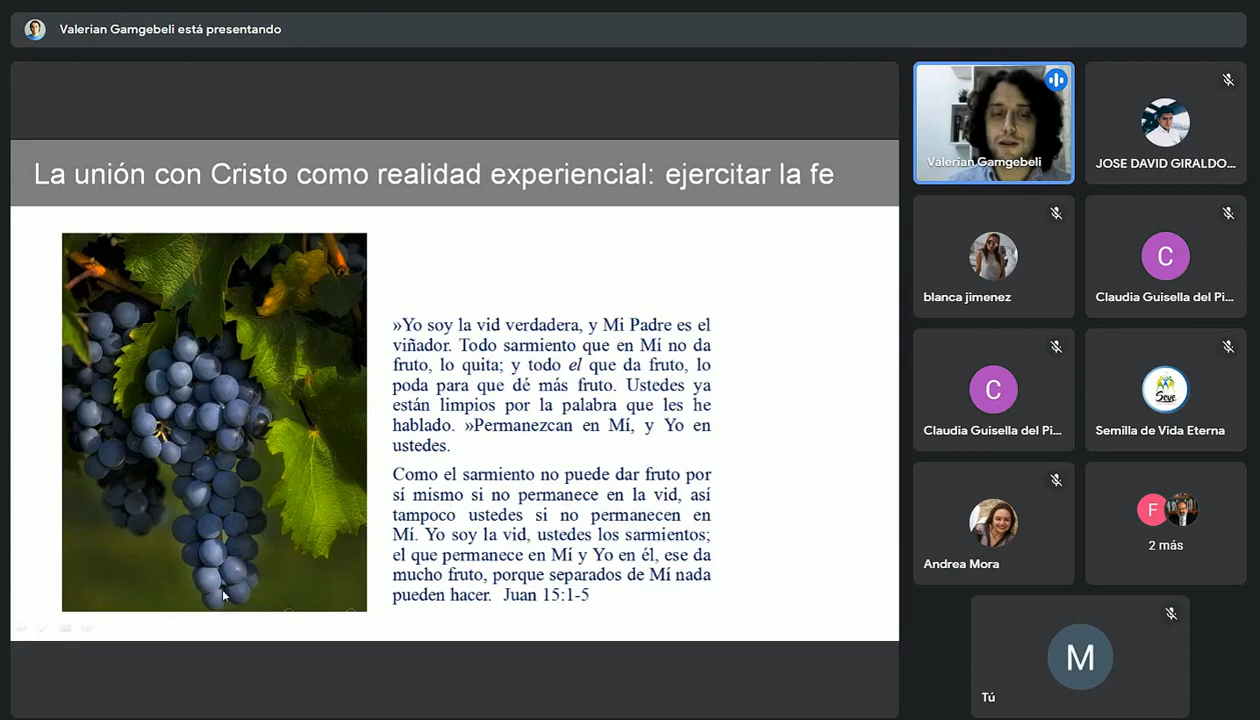 Valerian Gamgebeli está presentando
La unión con Cristo como realidad experiencial: ejercitar la fe
»Yo soy la vid verdadera, y Mi Padre es el
viñador. Todo sarmiento que en Mí no da
fruto, lo quita; y todo el que da fruto, lo
poda para que dé más fruto. Ustedes ya
están limpios por la palabra que les he
hablado. »Permanezcan en Mí, y Yo en
ustedes.
Como el sarmiento no puede dar fruto por
sí mismo si no permanece en la vid, así
tampoco ustedes si no permanecen en
Mí. Yo soy la vid, ustedes los sarmientos;
el que permanece en Mí y Yo en él, ese da
mucho fruto, porque separados de Mí nada
pueden hacer. Juan 15:1-5
Valerian Gamgebeli
JOSE DAVID GIRALDO...
blanca jimenez
C
Claudia Guisella del Pi...
C
Claudia Guisella del Pi...
Seve
Semilla de Vida Eterna
Andrea Mora
F
2 más
M
Tú